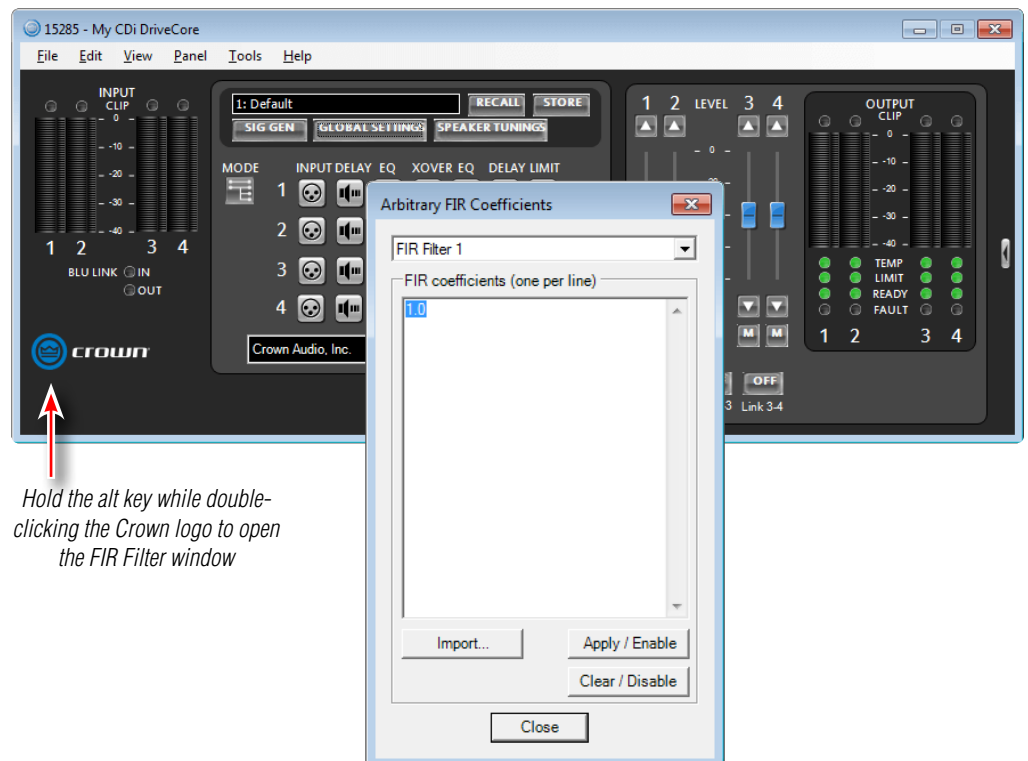 15285 - My CDi DriveCore
File Edit View Panel Tools Help
INPUT
CLIP
0
-10
-20
-30
-40
1 2 3 4
BLU LINK IN
OUT
crown
1: Default
RECALL STORE
SIG GEN GLOBAL SETTINGS SPEAKER TUNINGS
MODE INPUT DELAY EQ XOVER EQ DELAY LIMIT
1
2
3
4
Crown Audio, Inc.
1 2 LEVEL 3 4
0
M M
OFF
3 Link 3-4
OUTPUT
CLIP
0
-10
-20
-30
-40
TEMP
LIMIT
READY
FAULT
1 2 3 4
Arbitrary FIR Coefficients
FIR Filter 1
FIR coefficients (one per line)
1.0
Import...
Apply / Enable
Clear / Disable
Close
Hold the alt key while double-
clicking the Crown logo to open
the FIR Filter window